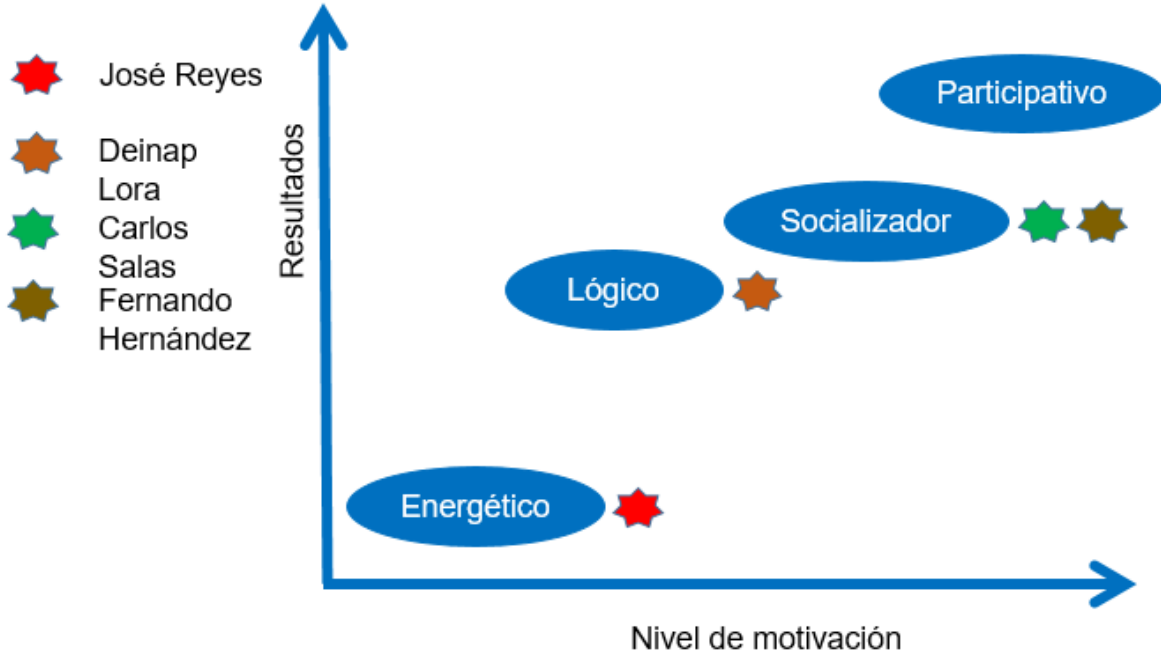 José Reyes
Deinap
Lora
Carlos
Salas
Fernando
Hernández
Resultados
Participativo
Socializador
Lógico
Energético
Nivel de motivación